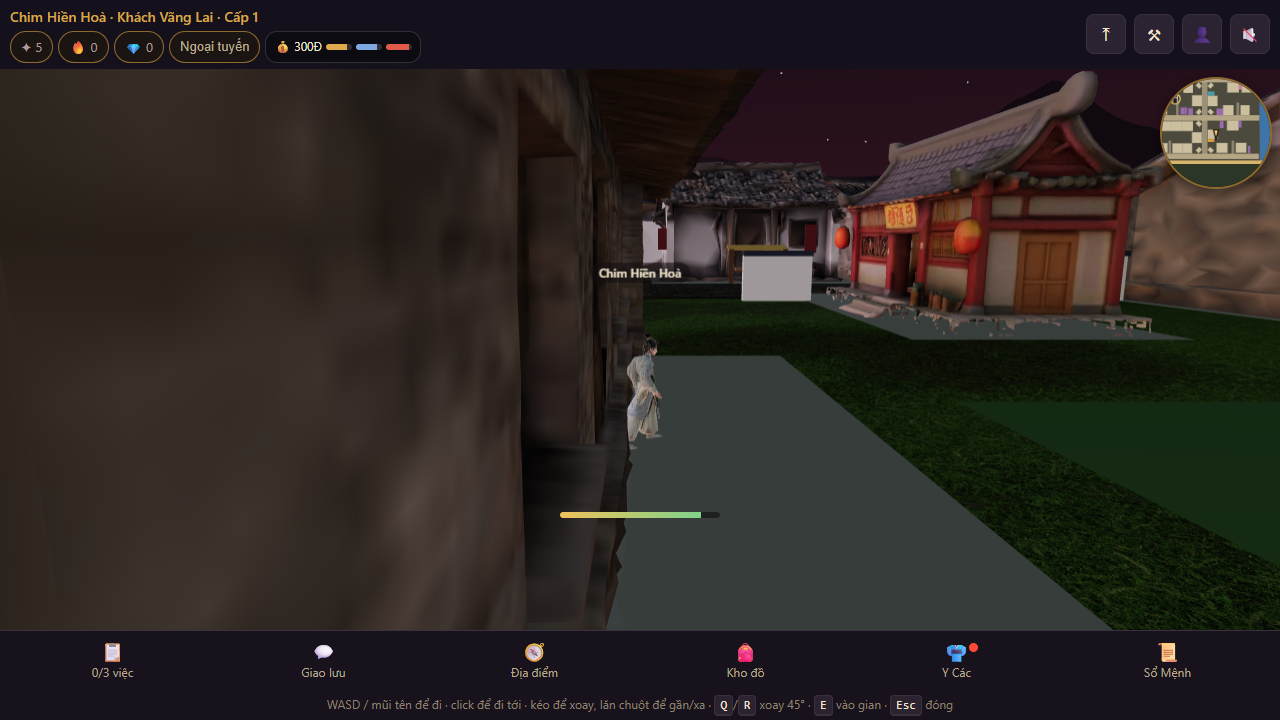 Chim Hiền Hoà · Khách Vãng Lai · Cấp 1
✦ 5
0
0
Ngoại tuyến
300Đ
Chim Hiền Hoà
0/3 việc
Giao lưu
Địa điểm
Kho đồ
Y Các
Sổ Mệnh
WASD / mũi tên để đi · click để đi tới · kéo để xoay, lăn chuột để gần/xa · Q / R xoay 45° · E vào gian · Esc đóng